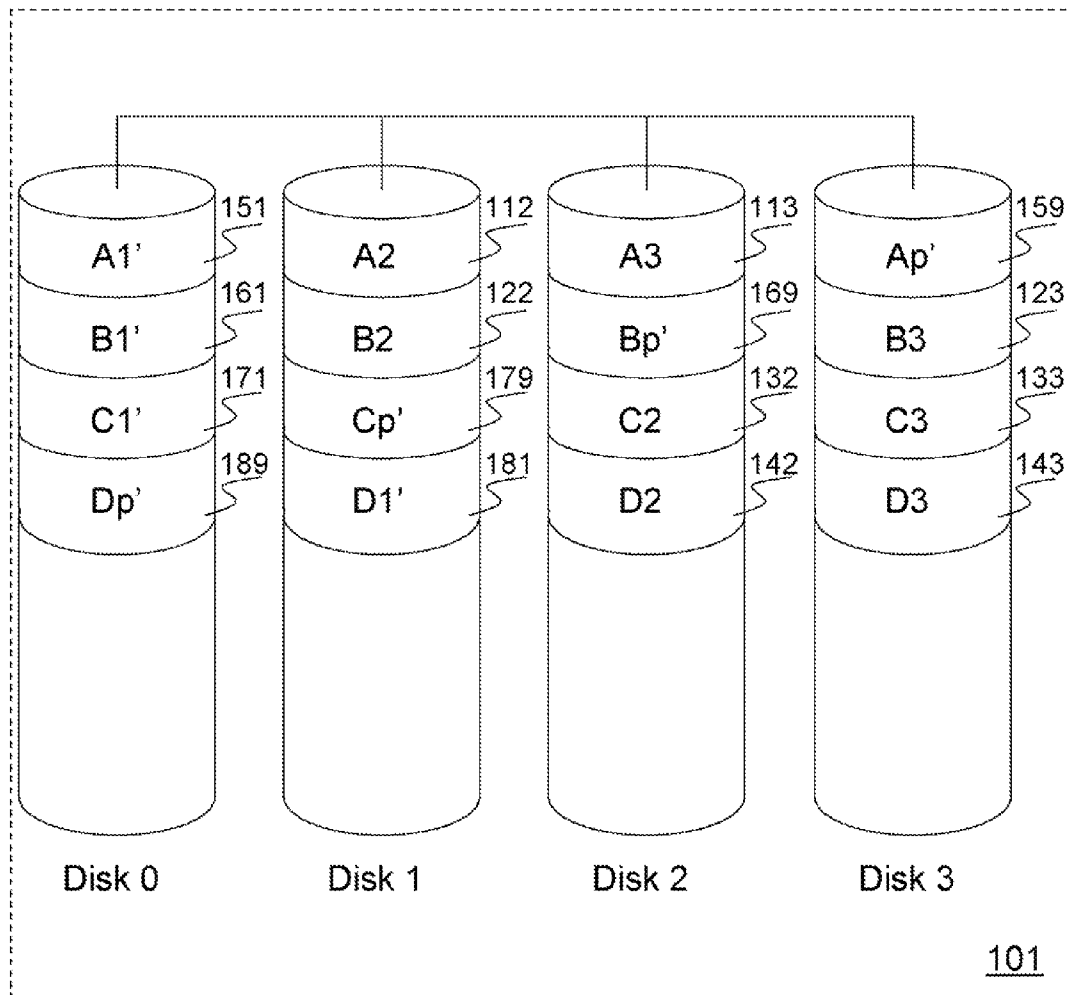 151 112 113 159
A1’ A2 A3 Ap’
161 122 169 123
B1’ B2 Bp’ B3
171 179 132 133
C1’ Cp’ C2 C3
189 181 142 143
Dp’ D1’ D2 D3
Disk 0 Disk 1 Disk 2 Disk 3
101